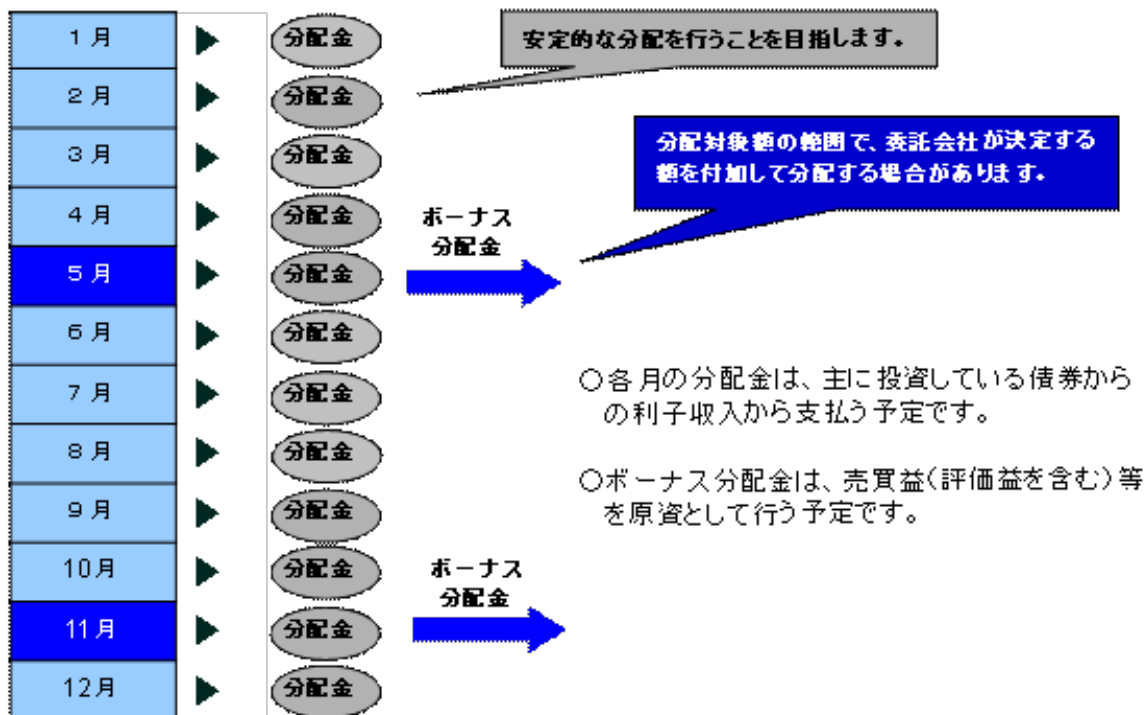 1月
分配金
安定的な分配を行うことを目指します。
2月
分配金
3月
分配金
分配対象額の範囲で、委託会社が決定する
額を付加して分配する場合があります。
4月
分配金
ボーナス
分配金
5月
分配金
6月
分配金
7月
分配金
○各月の分配金は、主に投資している債券から
の利子収入から支払う予定です。
8月
分配金
○ボーナス分配金は、売買益(評価益を含む)等
を原資として行う予定です。
9月
分配金
10月
分配金
ボーナス
分配金
11月
分配金
12月
分配金